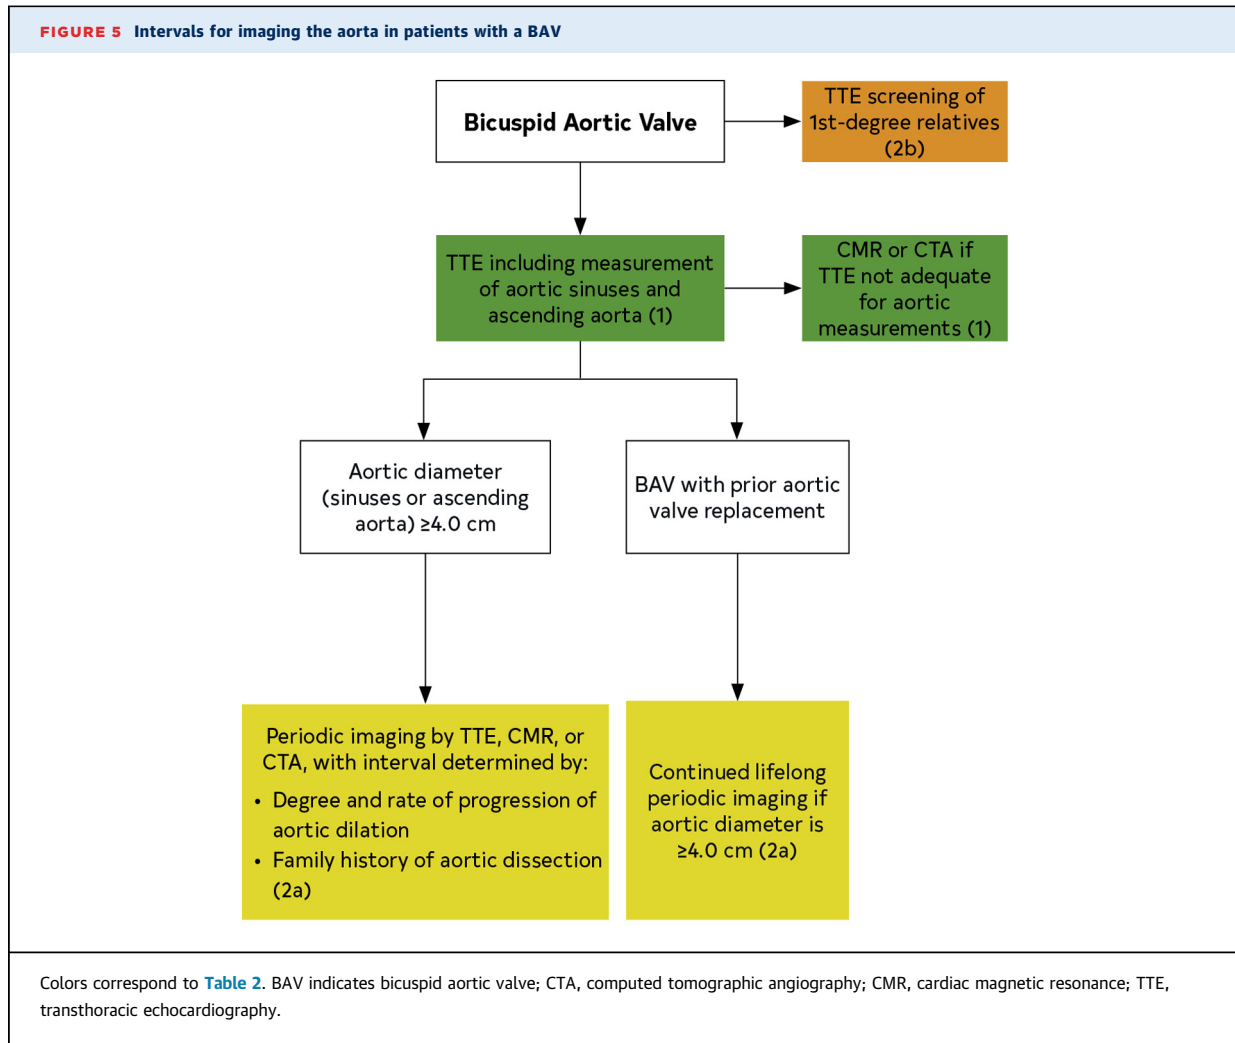 FIGURE 5 Intervals for imaging the aorta in patients with a BAV
Bicuspid Aortic Valve
TTE screening of
1st-degree relatives
(2b)
TTE including measurement
of aortic sinuses and
ascending aorta (1)
CMR or CTA if
TTE not adequate
for aortic
measurements (1)
Aortic diameter
(sinuses or ascending
aorta) ≥4.0 cm
BAV with prior aortic
valve replacement
Periodic imaging by TTE, CMR, or
CTA, with interval determined by:
• Degree and rate of progression of
aortic dilation
• Family history of aortic dissection
(2a)
Continued lifelong
periodic imaging if
aortic diameter is
≥4.0 cm (2a)
Colors correspond to Table 2. BAV indicates bicuspid aortic valve; CTA, computed tomographic angiography; CMR, cardiac magnetic resonance; TTE,
transthoracic echocardiography.